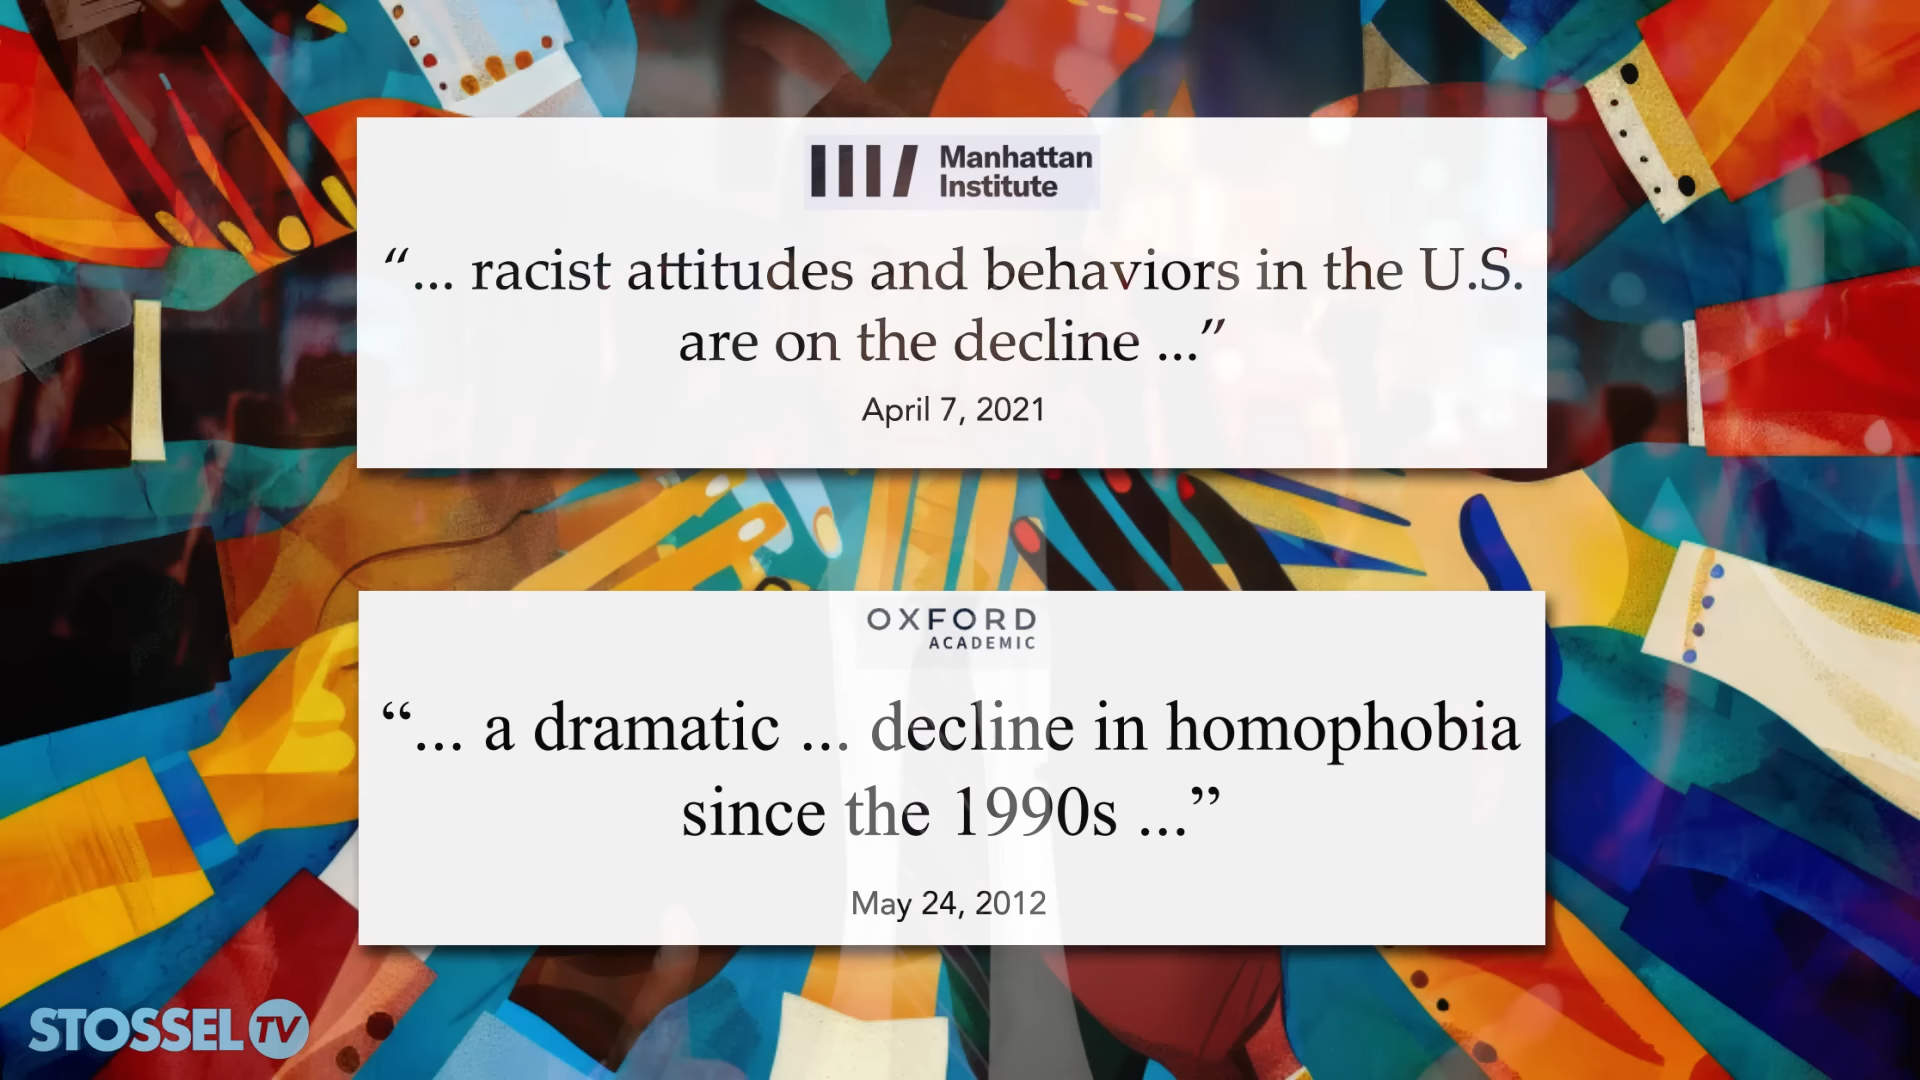 Manhattan
Institute
“... racist attitudes and behaviors in the U.S.
are on the decline ...”
April 7, 2021
OXFORD
ACADEMIC
“... a dramatic ... decline in homophobia
since the 1990s ...”
May 24, 2012
STOSSEL TV